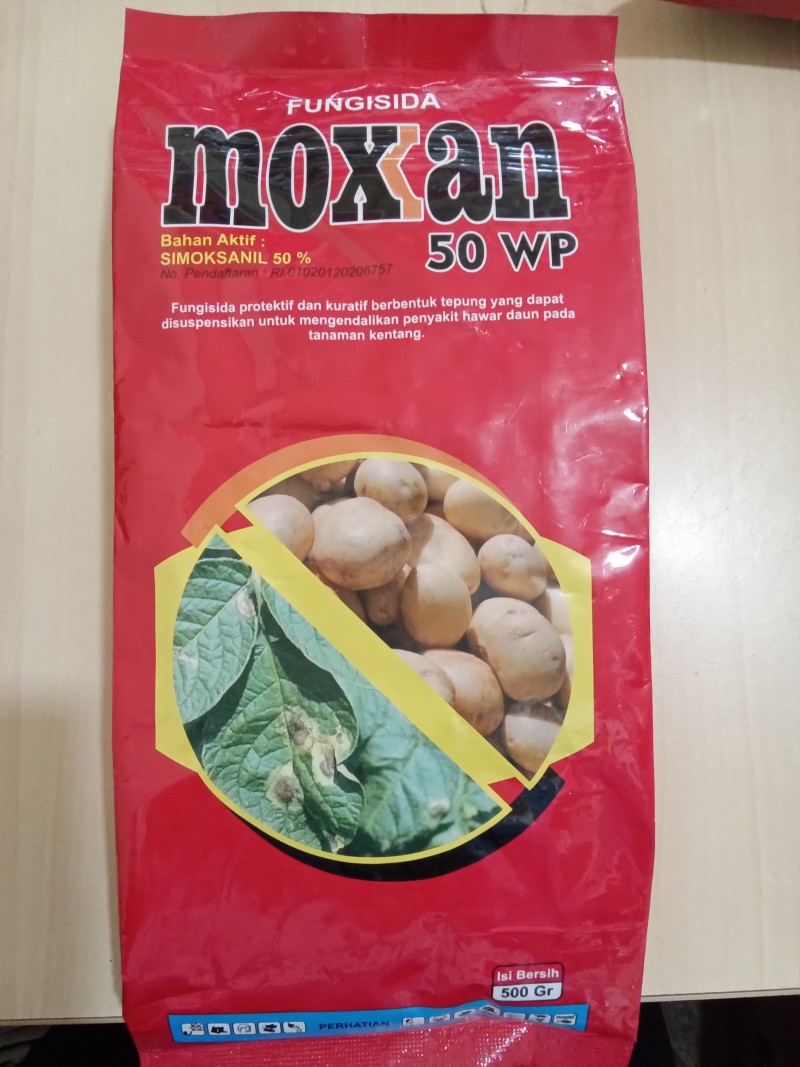 FUNGISIDA
moxan
50 WP
Bahan Aktif :
SIMOKSANIL 50 %
No. Pendaftaran : RI.01020120206757
Fungisida protektif dan kuratif berbentuk tepung yang dapat
disuspensikan untuk mengendalikan penyakit hawar daun pada
tanaman kentang.
Isi Bersih
500 Gr
PERHATIAN